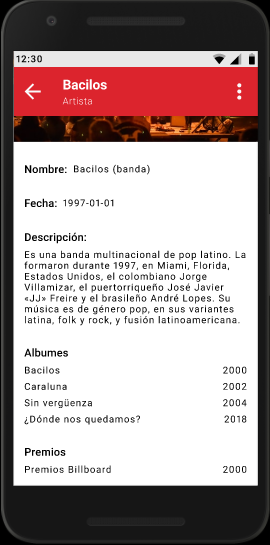 12:30
Bacilos
Artista
Nombre: Bacilos (banda)
Fecha: 1997-01-01
Descripción:
Es una banda multinacional de pop latino. La
formaron durante 1997, en Miami, Florida,
Estados Unidos, el colombiano Jorge
Villamizar, el puertorriqueño José Javier
«JJ» Freire y el brasileño André Lopes. Su
música es de género pop, en sus variantes
latina, folk y rock, y fusión latinoamericana.
Albumes
Bacilos 2000
Caraluna 2002
Sin vergüenza 2004
¿Dónde nos quedamos? 2018
Premios
Premios Billboard 2000